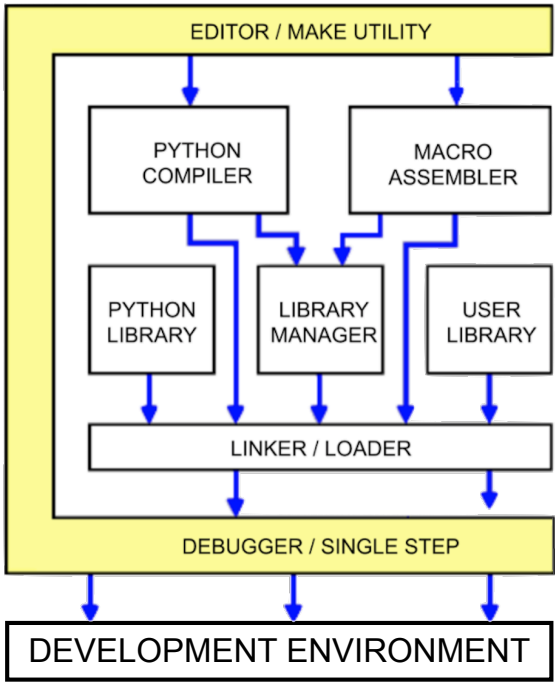 EDITOR / MAKE UTILITY
PYTHON
COMPILER
MACRO
ASSEMBLER
PYTHON
LIBRARY
LIBRARY
MANAGER
USER
LIBRARY
LINKER / LOADER
DEBUGGER / SINGLE STEP
DEVELOPMENT ENVIRONMENT